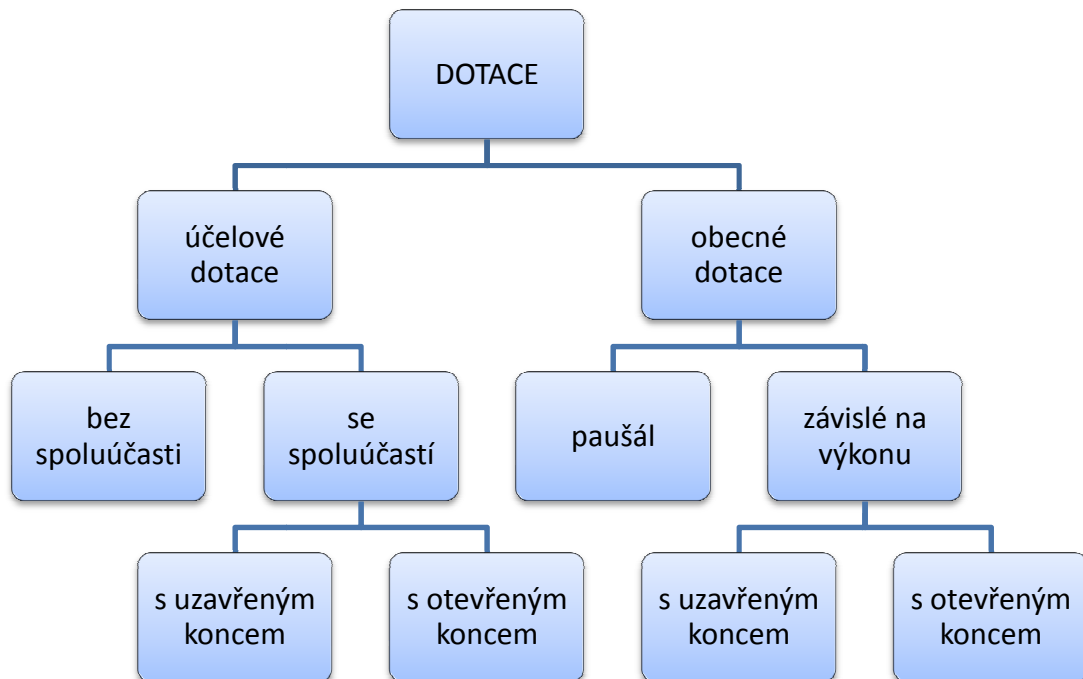 DOTACE
účelové
dotace
obecné
dotace
bez
spoluúčasti
se
spoluúčastí
paušál
závislé na
výkonu
s uzavřeným
koncem
s otevřeným
koncem
s uzavřeným
koncem
s otevřeným
koncem